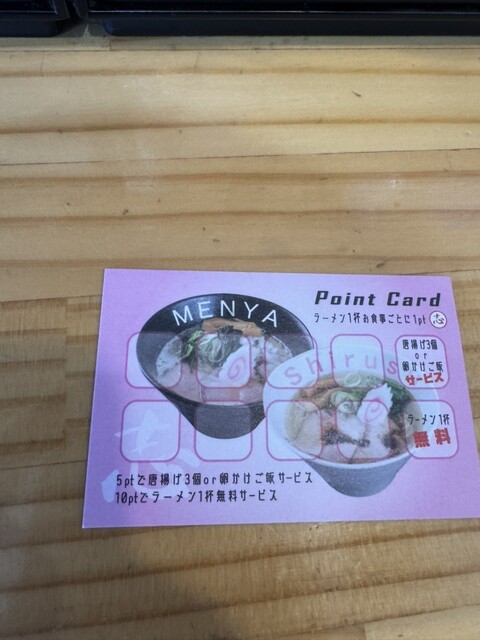 Point Card
ラーメン1杯お食事ごとに1pt
志
MENYA
Shirus
唐揚げ3個
or
卵かけご飯
サービス
ラーメン1杯
無料
5ptで唐揚げ3個or卵かけご飯サービス
10ptでラーメン1杯無料サービス